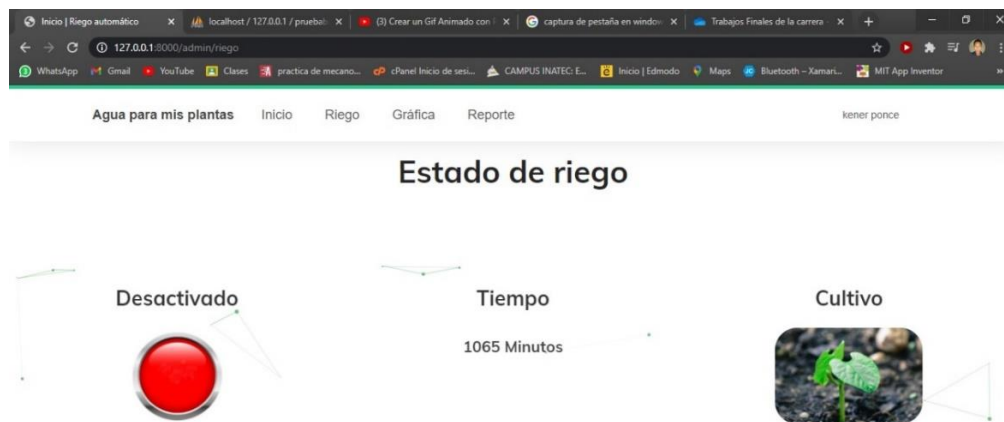 Inicio | Riego automático
localhost / 127.0.0.1 / pruebab
(3) Crear un Gif Animado con
captura de pestaña en window
Trabajos Finales de la carrera -
127.0.0.1:8000/admin/riego
WhatsApp Gmail YouTube Clases practica de mecano... cPanel Inicio de sesi... CAMPUS INATEC: E... Inicio | Edmodo Maps Bluetooth – Xamari... MIT App Inventor
Agua para mis plantas Inicio Riego Gráfica Reporte kener ponce
Estado de riego
Desactivado Tiempo Cultivo
1065 Minutos